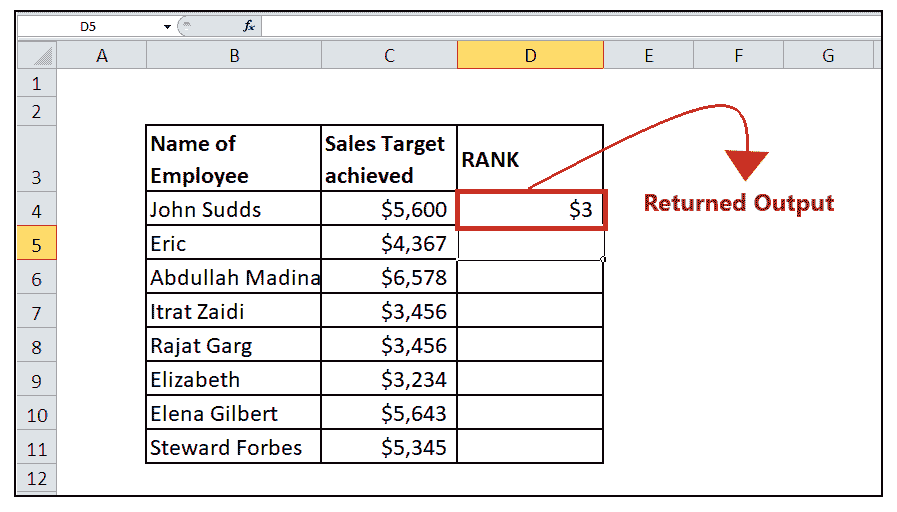 D5 fx
A B C D E F G
1
2
3 Name of Employee Sales Target achieved RANK
4 John Sudds $5,600 $3
Returned Output
5 Eric $4,367
6 Abdullah Madina $6,578
7 Itrat Zaidi $3,456
8 Rajat Garg $3,456
9 Elizabeth $3,234
10 Elena Gilbert $5,643
11 Steward Forbes $5,345
12